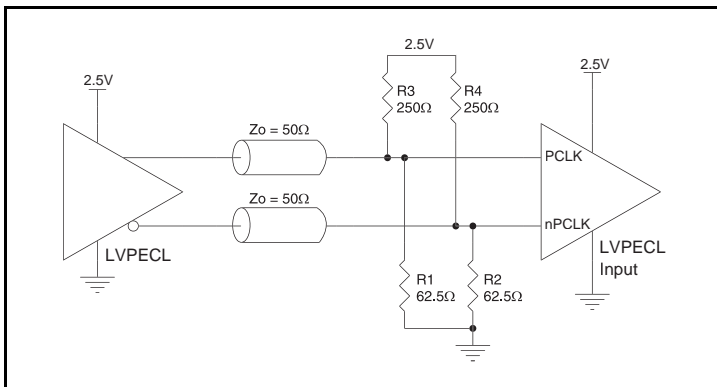 2.5V
2.5V
2.5V
R3
250Ω
R4
250Ω
Zo = 50Ω
PCLK
Zo = 50Ω
nPCLK
LVPECL
LVPECL
Input
R1
62.5Ω
R2
62.5Ω